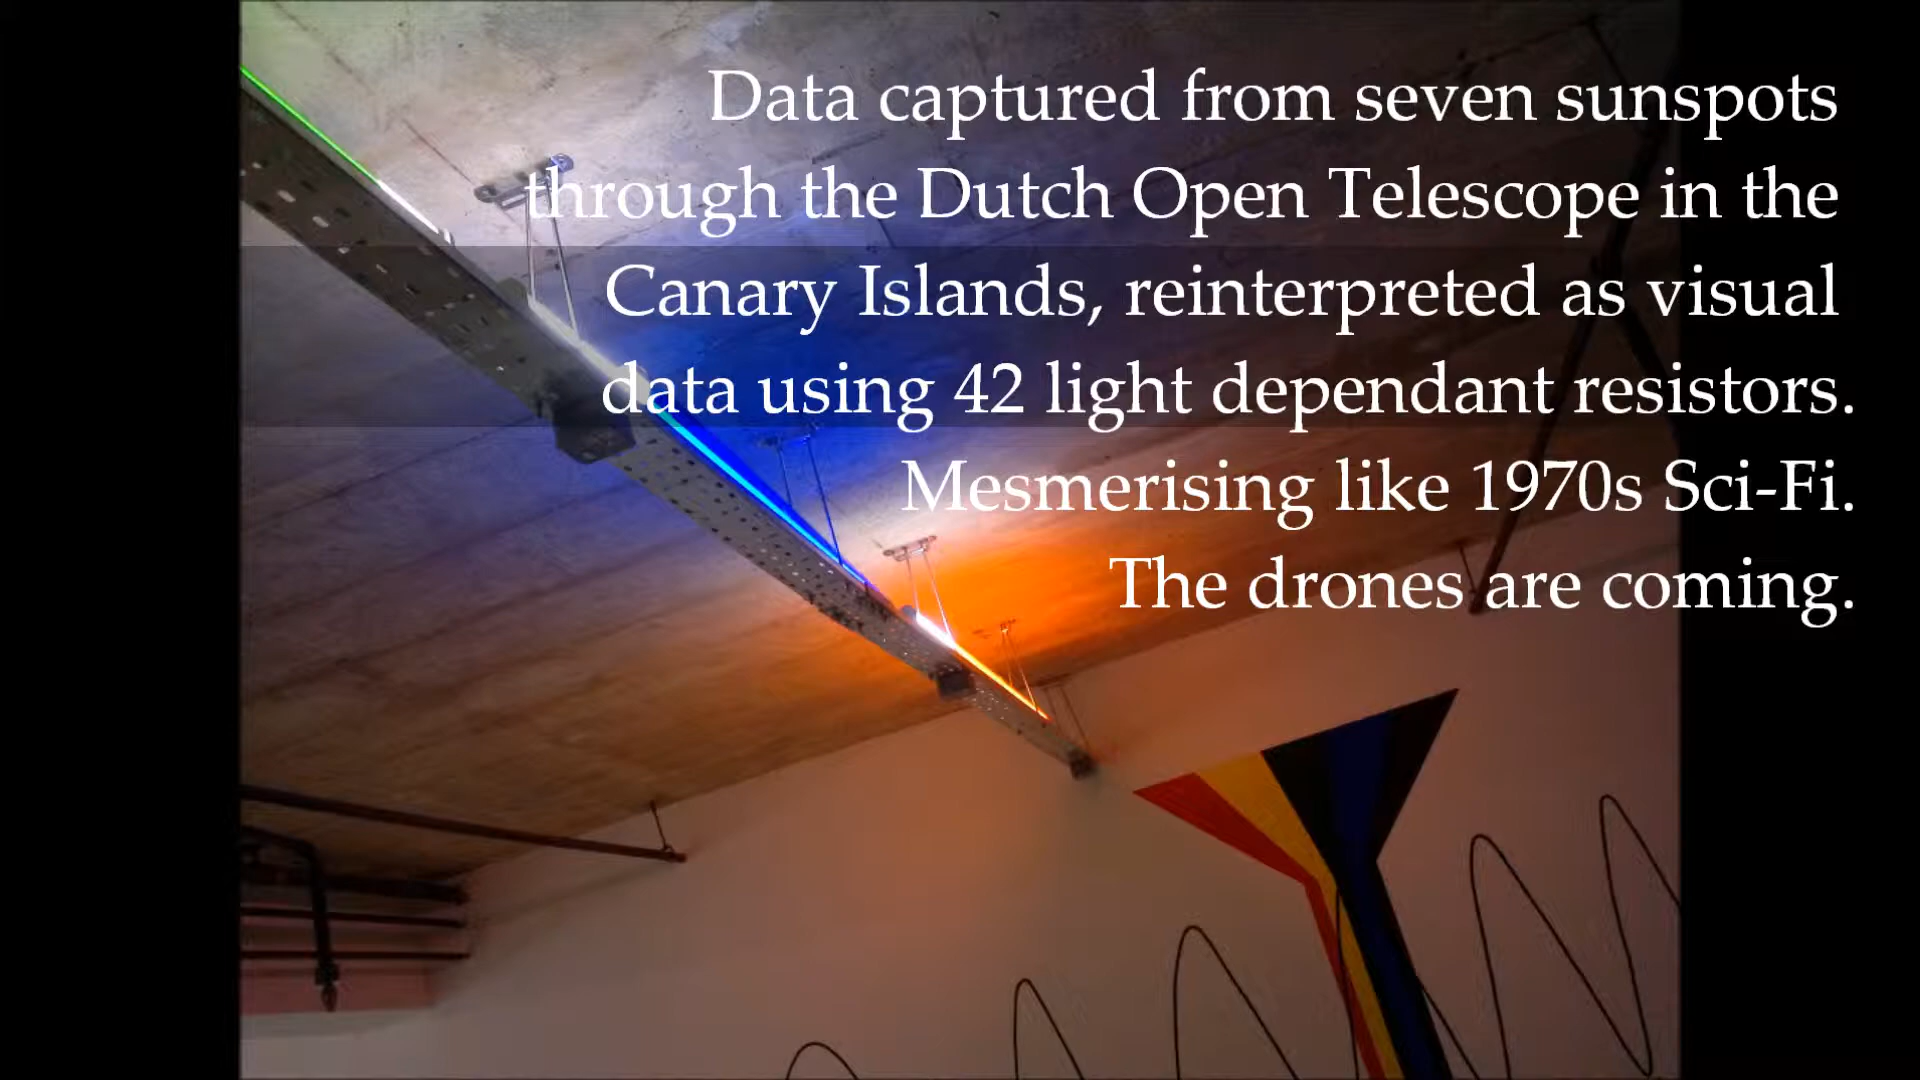 Data captured from seven sunspots
through the Dutch Open Telescope in the
Canary Islands, reinterpreted as visual
data using 42 light dependant resistors.
Mesmerising like 1970s Sci-Fi.
The drones are coming.